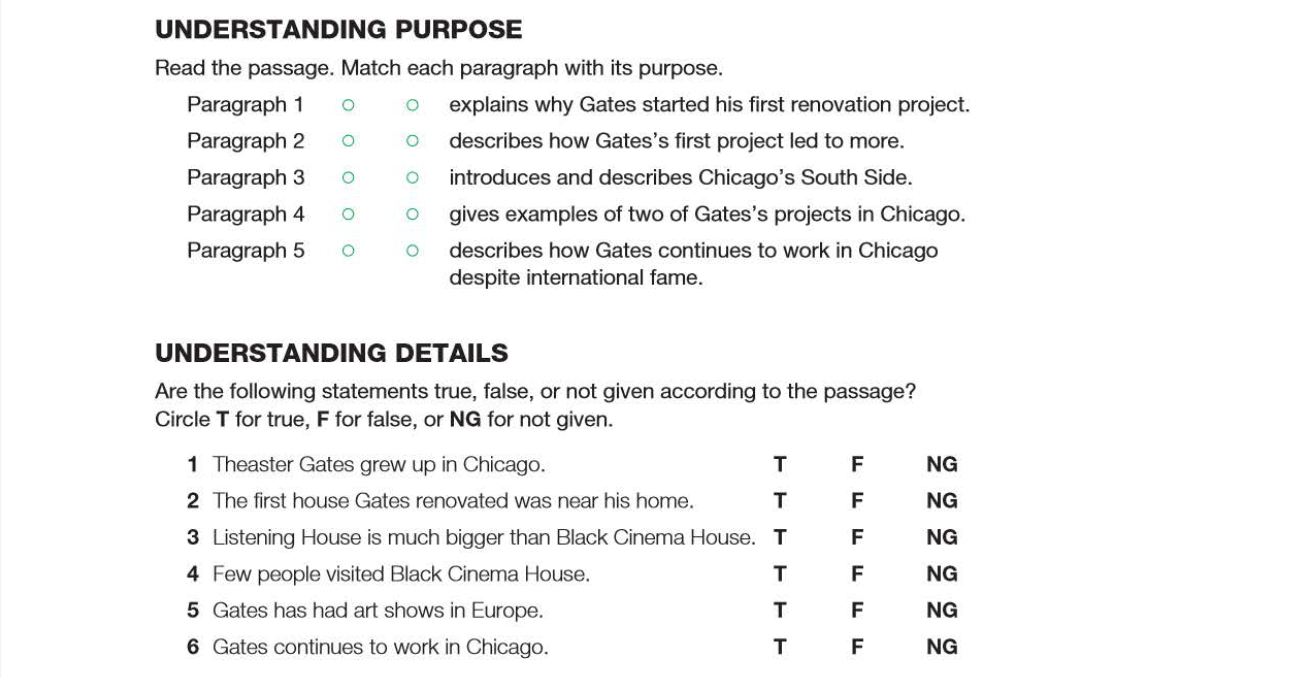 UNDERSTANDING PURPOSE
Read the passage. Match each paragraph with its purpose.
Paragraph 1 explains why Gates started his first renovation project.
Paragraph 2 describes how Gates’s first project led to more.
Paragraph 3 introduces and describes Chicago’s South Side.
Paragraph 4 gives examples of two of Gates’s projects in Chicago.
Paragraph 5 describes how Gates continues to work in Chicago
despite international fame.
UNDERSTANDING DETAILS
Are the following statements true, false, or not given according to the passage?
Circle T for true, F for false, or NG for not given.
1 Theaster Gates grew up in Chicago. T F NG
2 The first house Gates renovated was near his home. T F NG
3 Listening House is much bigger than Black Cinema House. T F NG
4 Few people visited Black Cinema House. T F NG
5 Gates has had art shows in Europe. T F NG
6 Gates continues to work in Chicago. T F NG